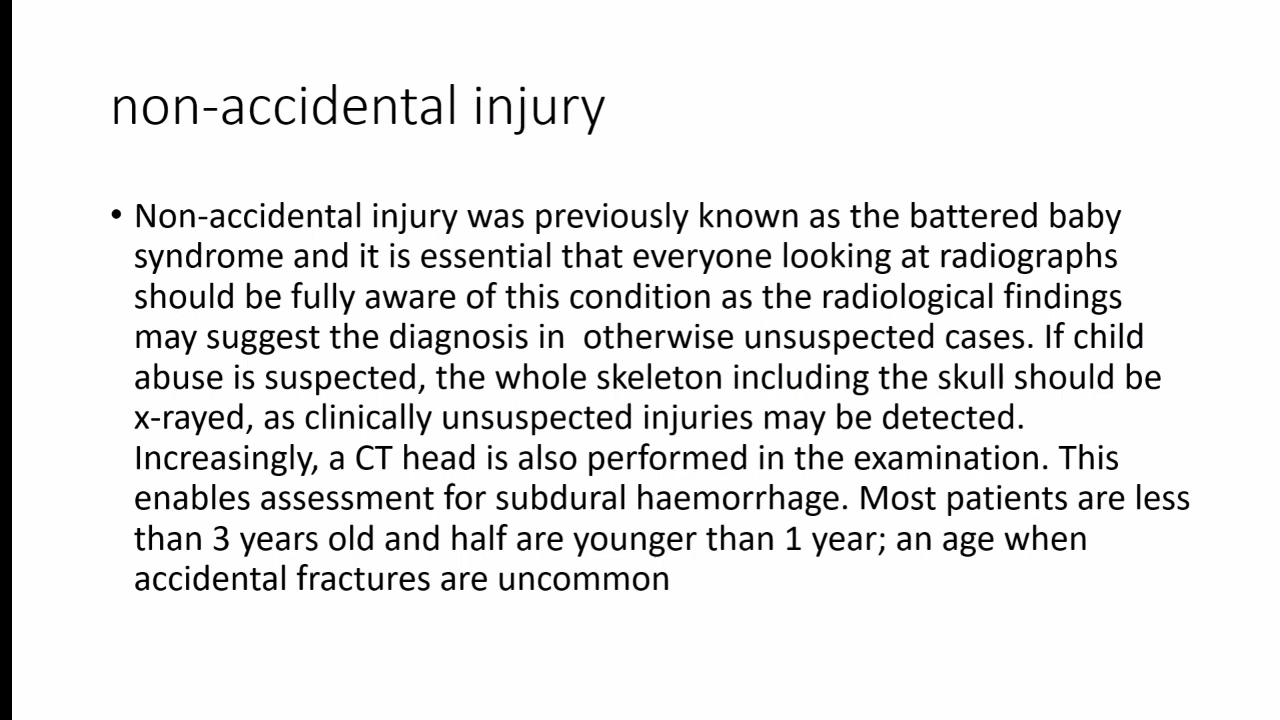 non-accidental injury
• Non-accidental injury was previously known as the battered baby
syndrome and it is essential that everyone looking at radiographs
should be fully aware of this condition as the radiological findings
may suggest the diagnosis in  otherwise unsuspected cases. If child
abuse is suspected, the whole skeleton including the skull should be
x-rayed, as clinically unsuspected injuries may be detected.
Increasingly, a CT head is also performed in the examination. This
enables assessment for subdural haemorrhage. Most patients are less
than 3 years old and half are younger than 1 year; an age when
accidental fractures are uncommon